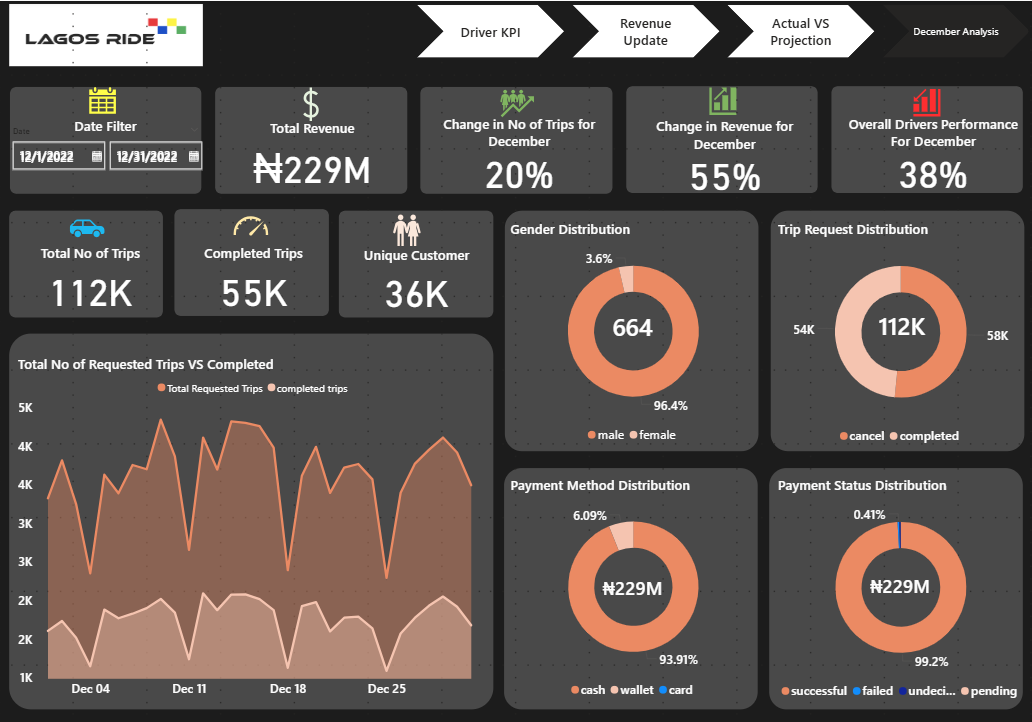 LAGOS RIDE
Driver KPI
Revenue
Update
Actual VS
Projection
December Analysis
Date
Date Filter
12/1/2022
12/31/2022
Total Revenue
₦229M
Change in No of Trips for
December
20%
Change in Revenue for
December
55%
Overall Drivers Performance
For December
38%
Total No of Trips
112K
Completed Trips
55K
Unique Customer
36K
Gender Distribution
3.6%
664
96.4%
male female
Trip Request Distribution
54K
112K
58K
cancel completed
Total No of Requested Trips VS Completed
Total Requested Trips completed trips
5K
4K
4K
3K
3K
2K
2K
1K
Dec 04 Dec 11 Dec 18 Dec 25
Payment Method Distribution
6.09%
₦229M
93.91%
cash wallet card
Payment Status Distribution
0.41%
₦229M
99.2%
successful failed undeci... pending